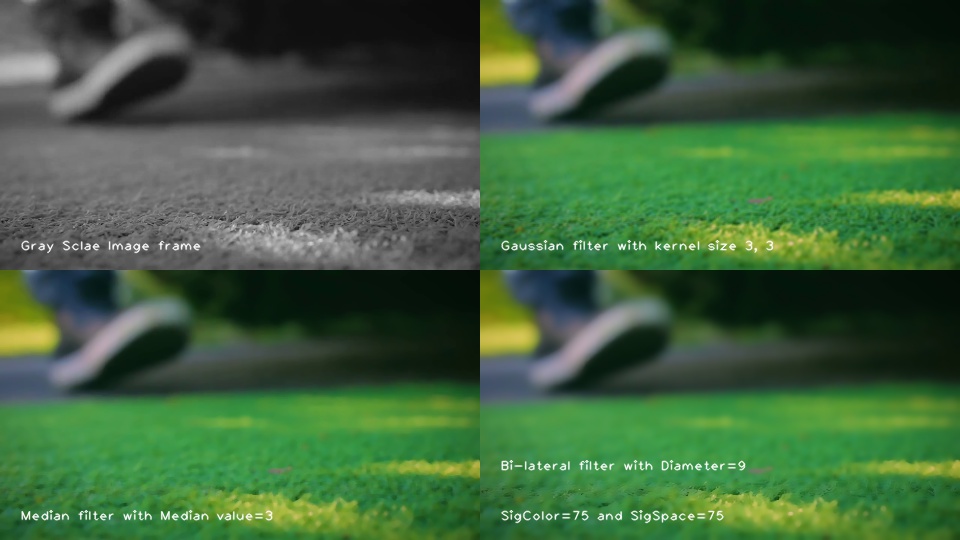 Gray Sclae Image frame
Gaussian filter with kernel size 3, 3
Median filter with Median value=3
Bi-lateral filter with Diameter=9
SigColor=75 and SigSpace=75